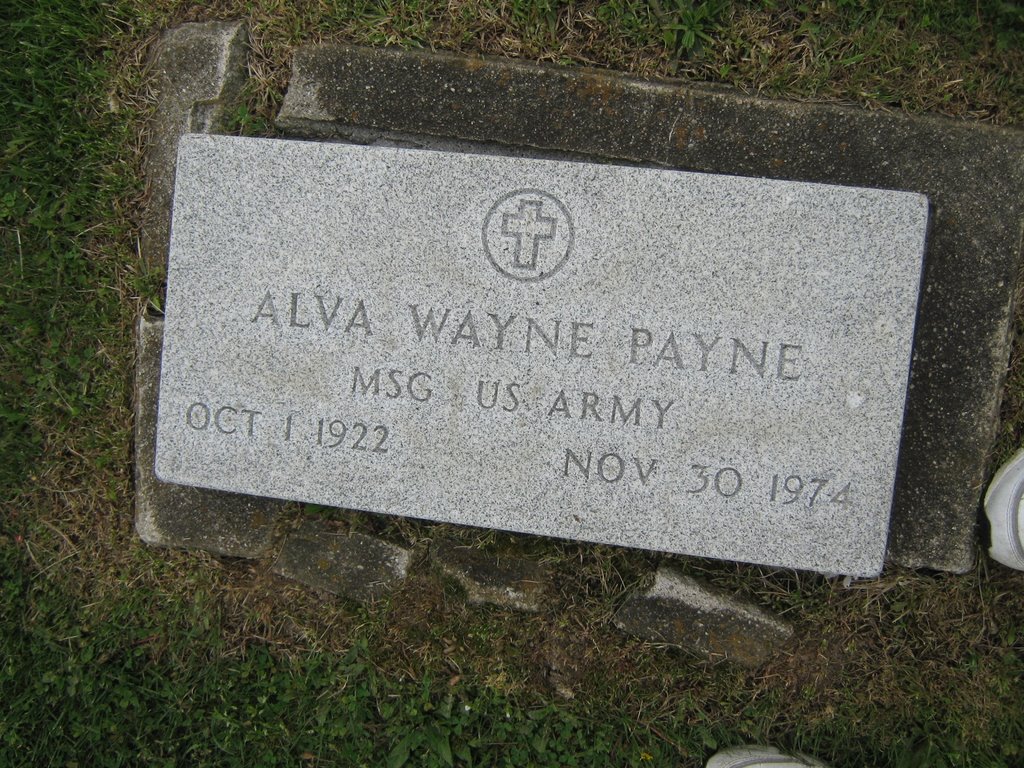 ALVA WAYNE PAYNE
MSG US ARMY
OCT 1 1922 NOV 30 1974